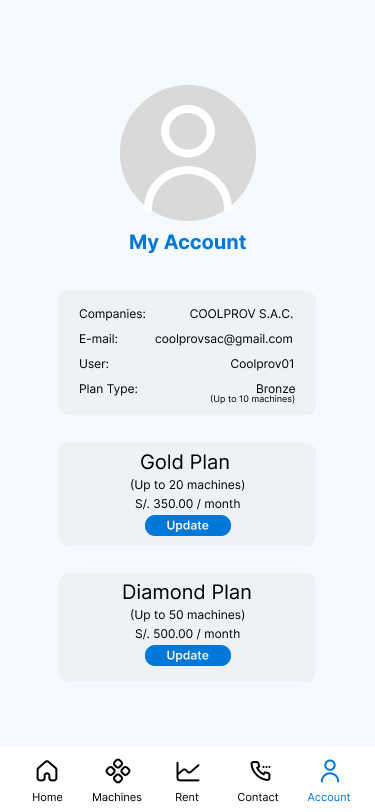 My Account
Companies: COOLPROV S.A.C.
E-mail: coolprovsac@gmail.com
User: Coolprov01
Plan Type: Bronze
(Up to 10 machines)
Gold Plan
(Up to 20 machines)
S/. 350.00 / month
Update
Diamond Plan
(Up to 50 machines)
S/. 500.00 / month
Update
Home Machines Rent Contact Account